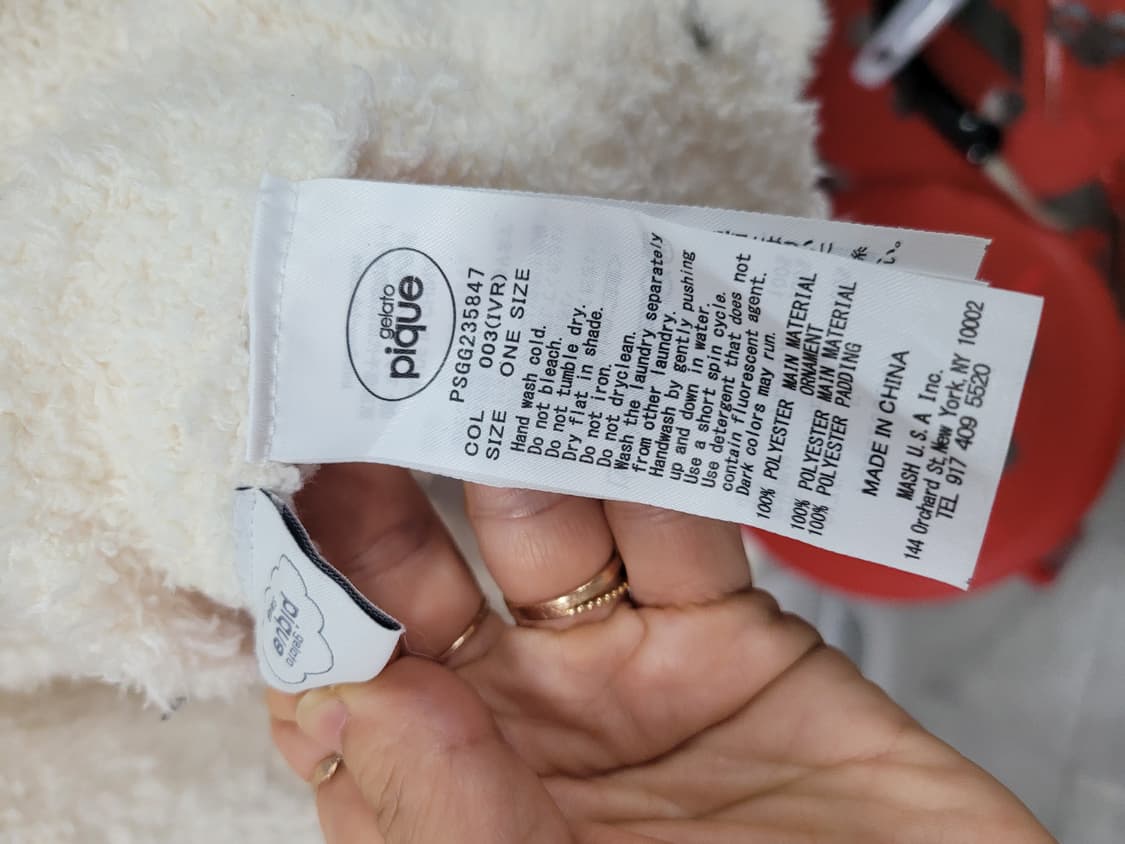 gelato
pique
PSGG235847
COL 003(IVR)
SIZE ONE SIZE
Hand wash cold.
Do not bleach.
Do not tumble dry.
Dry flat in shade.
Do not iron.
Do not dryclean.
Wash the laundry separately
from other laundry.
Handwash by gently pushing
up and down in water.
Use a short spin cycle.
Use detergent that does not
contain fluorescent agent.
Dark colors may run.
100% POLYESTER MAIN MATERIAL
ORNAMENT
100% POLYESTER MAIN MATERIAL
100% POLYESTER PADDING
MADE IN CHINA
MASH U.S.A Inc.
144 Orchard St, New York NY 10002
TEL 917 409 5520
gelato
pique